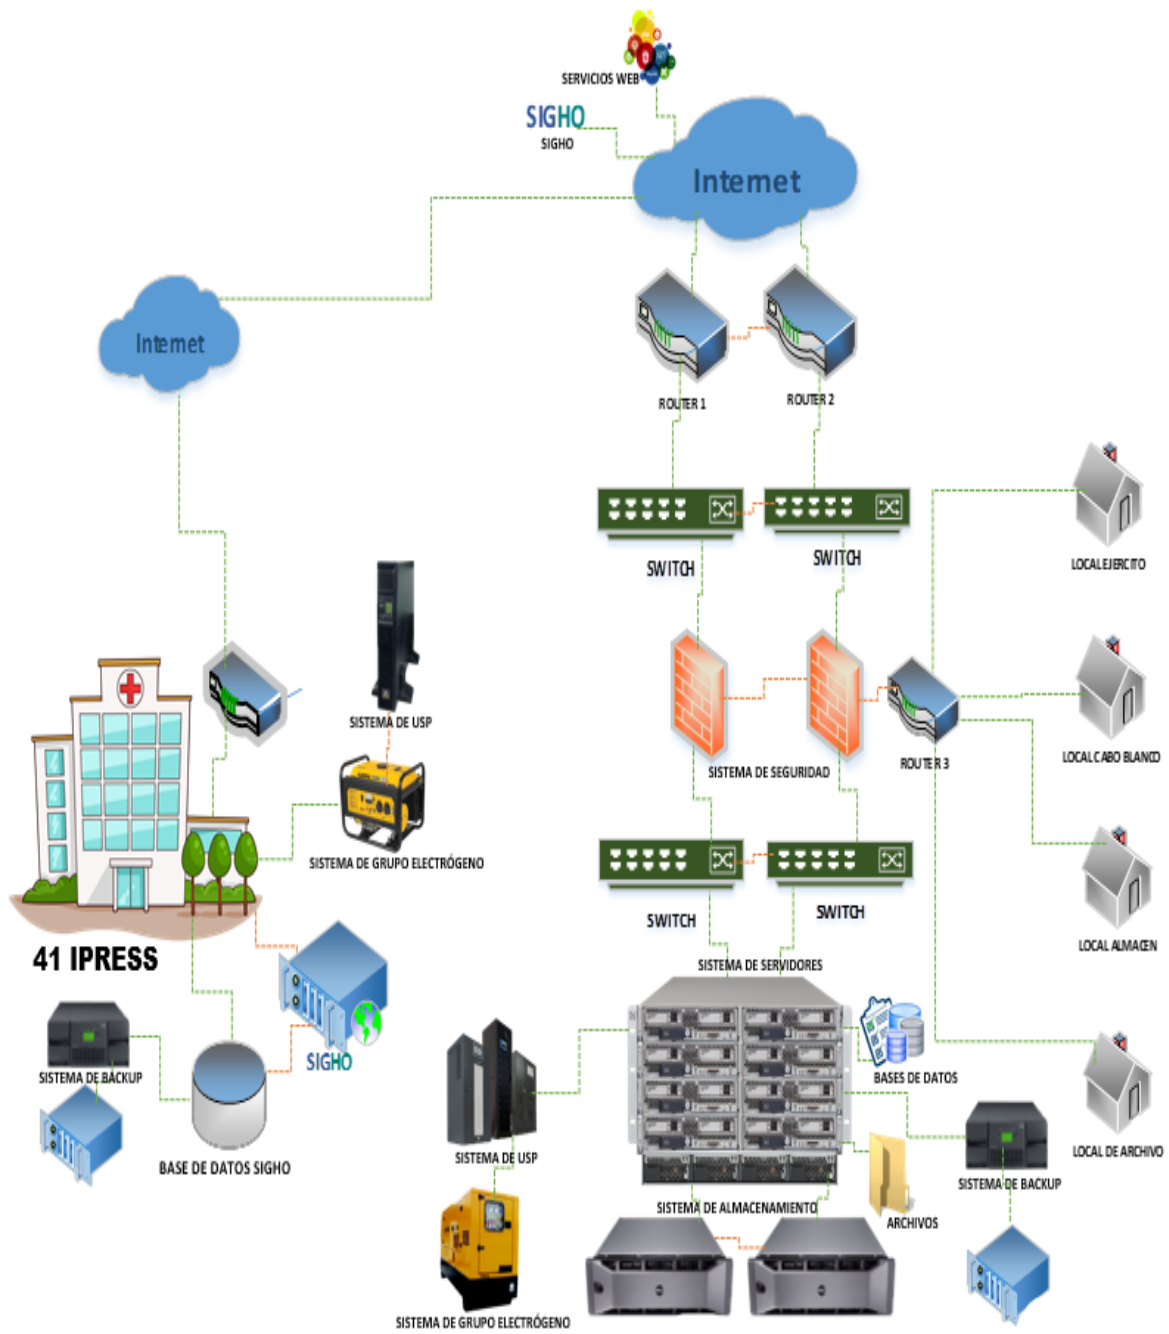 SERVICIOS WEB
SIGHO
SIGHO
Internet
Internet
ROUTER 1
ROUTER 2
SWITCH
SWITCH
LOCAL EJERCITO
SISTEMA DE USP
LOCAL CABO BLANCO
ROUTER 3
SISTEMA DE SEGURIDAD
SISTEMA DE GRUPO ELECTRÓGENO
SWITCH
SWITCH
LOCAL ALMACEN
41 IPRESS
SISTEMA DE SERVIDORES
SIGHO
SISTEMA DE BACKUP
BASES DE DATOS
BASE DE DATOS SIGHO
SISTEMA DE USP
LOCAL DE ARCHIVO
SISTEMA DE BACKUP
SISTEMA DE ALMACENAMIENTO
ARCHIVOS
SISTEMA DE GRUPO ELECTRÓGENO